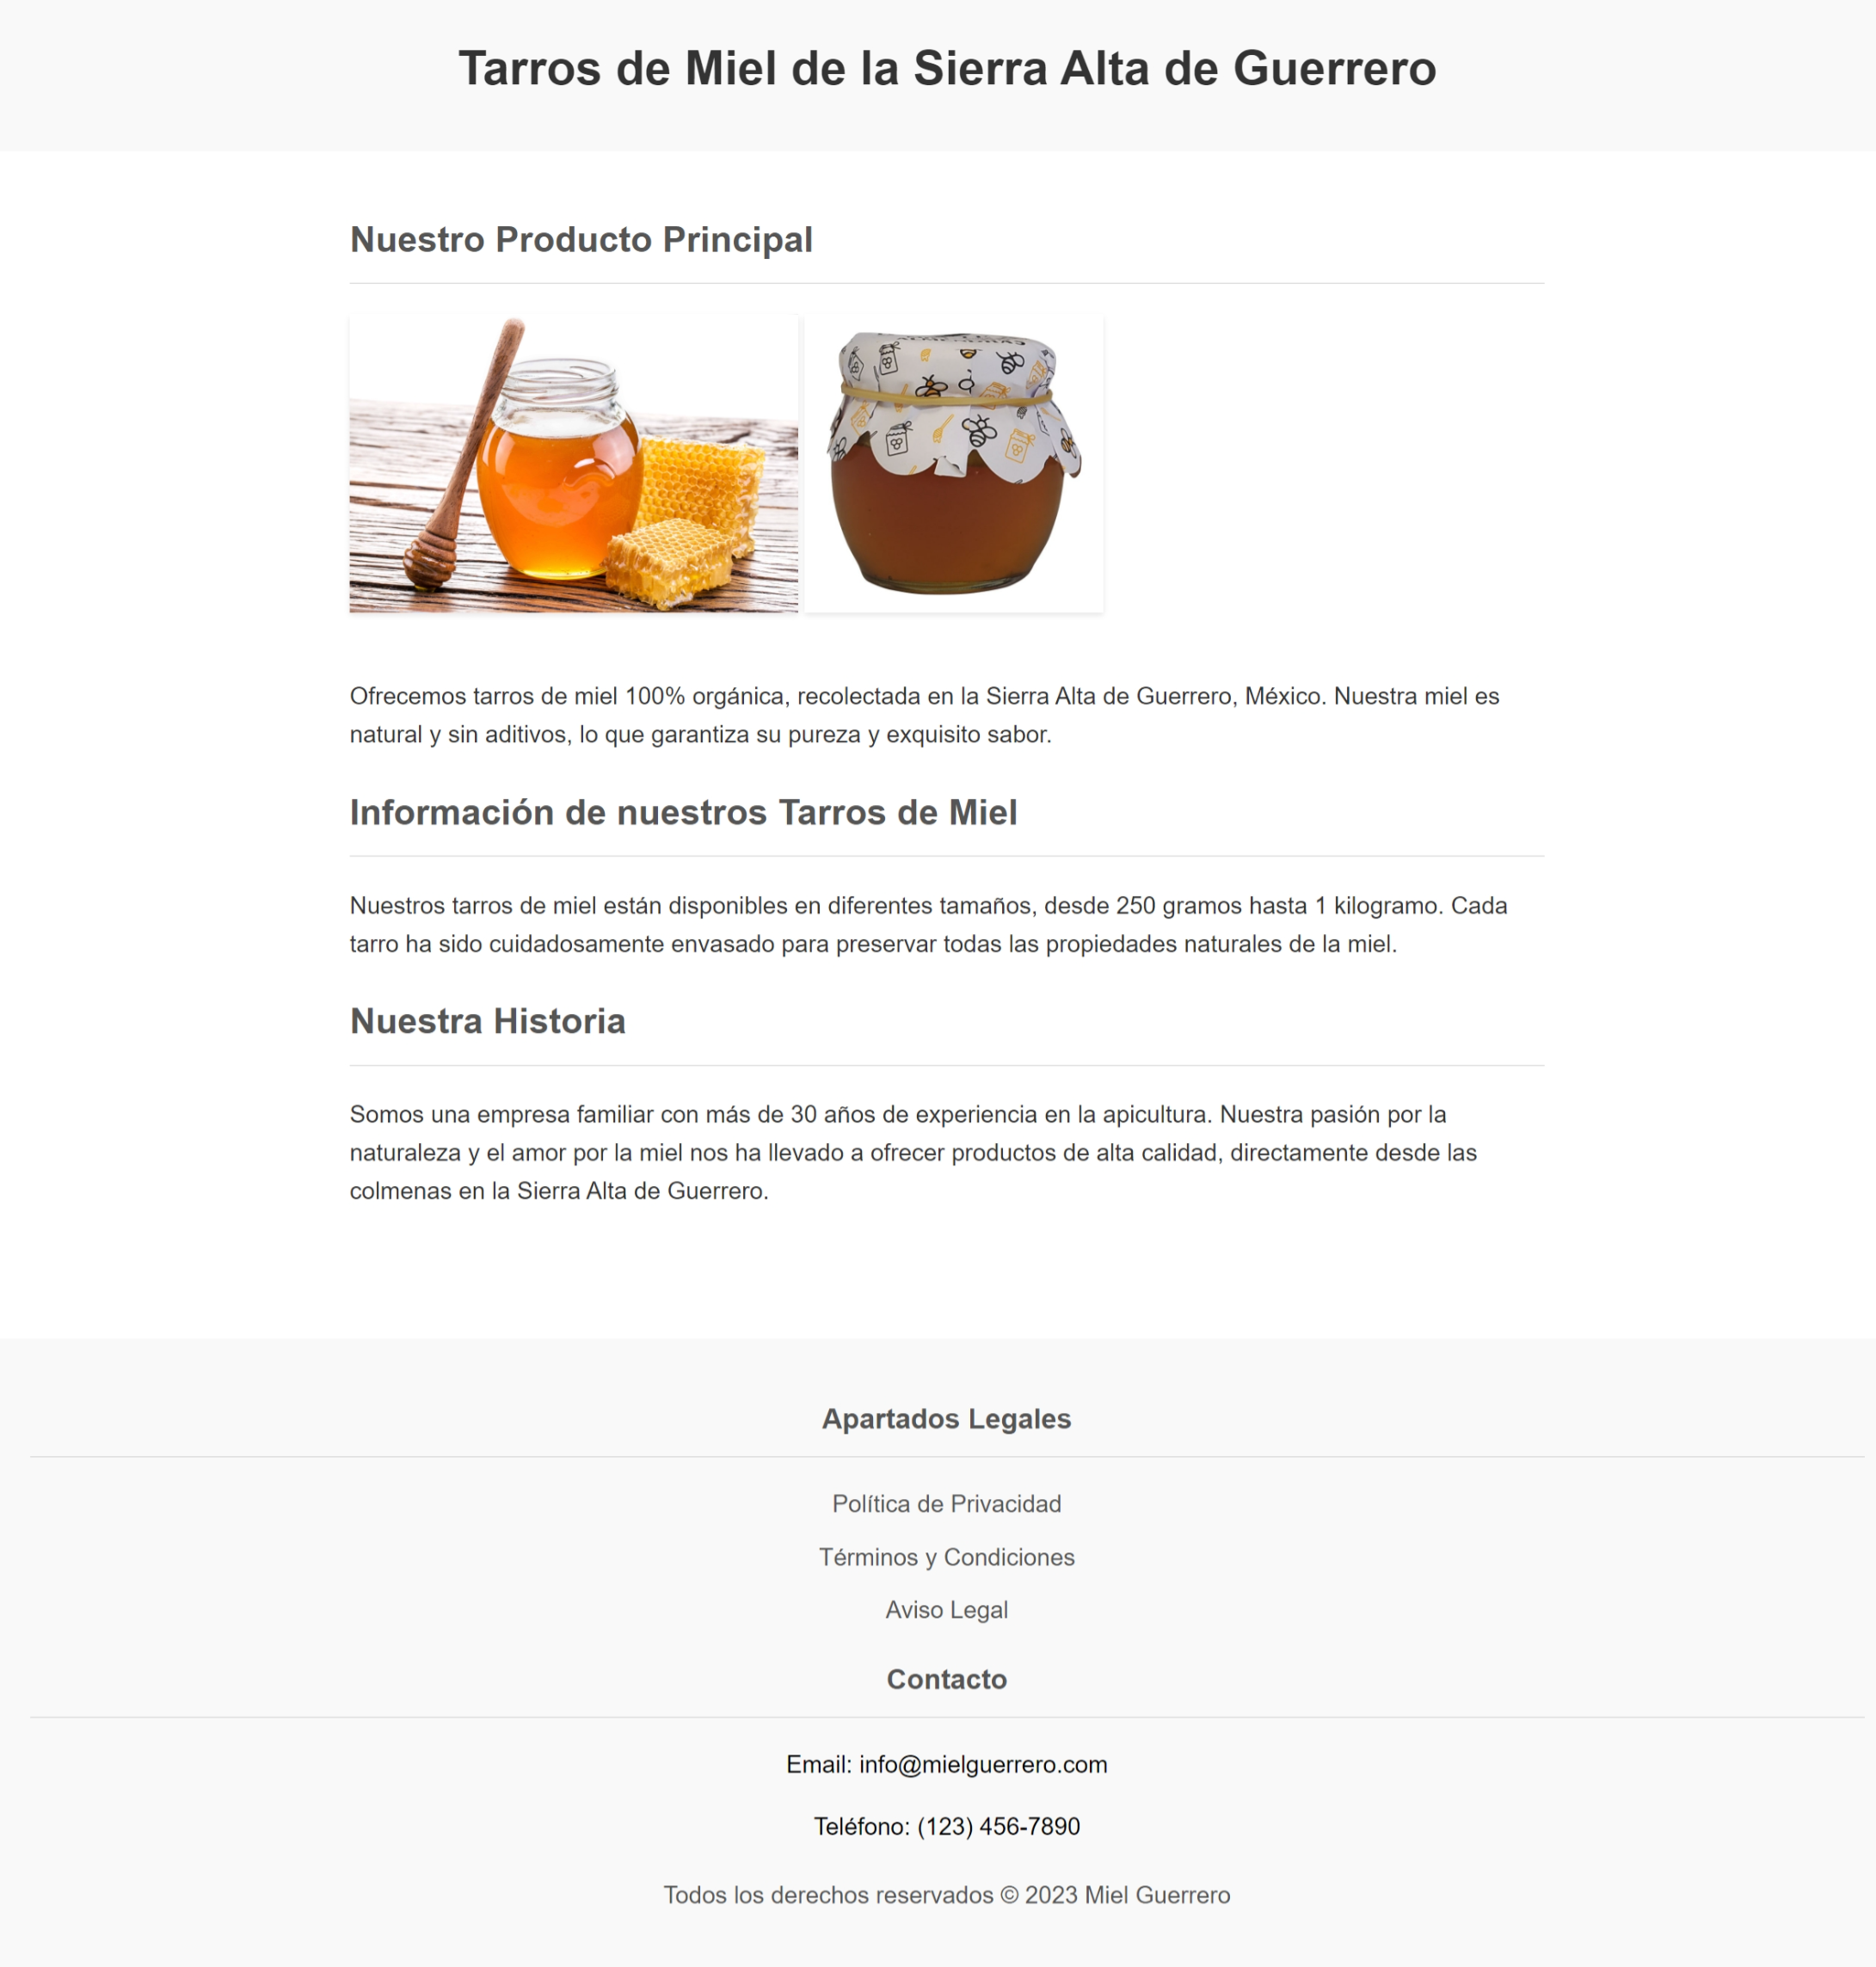 Tarros de Miel de la Sierra Alta de Guerrero
Nuestro Producto Principal
Ofrecemos tarros de miel 100% orgánica, recolectada en la Sierra Alta de Guerrero, México. Nuestra miel es
natural y sin aditivos, lo que garantiza su pureza y exquisito sabor.
Información de nuestros Tarros de Miel
Nuestros tarros de miel están disponibles en diferentes tamaños, desde 250 gramos hasta 1 kilogramo. Cada
tarro ha sido cuidadosamente envasado para preservar todas las propiedades naturales de la miel.
Nuestra Historia
Somos una empresa familiar con más de 30 años de experiencia en la apicultura. Nuestra pasión por la
naturaleza y el amor por la miel nos ha llevado a ofrecer productos de alta calidad, directamente desde las
colmenas en la Sierra Alta de Guerrero.
Apartados Legales
Política de Privacidad
Términos y Condiciones
Aviso Legal
Contacto
Email: info@mielguerrero.com
Teléfono: (123) 456-7890
Todos los derechos reservados © 2023 Miel Guerrero